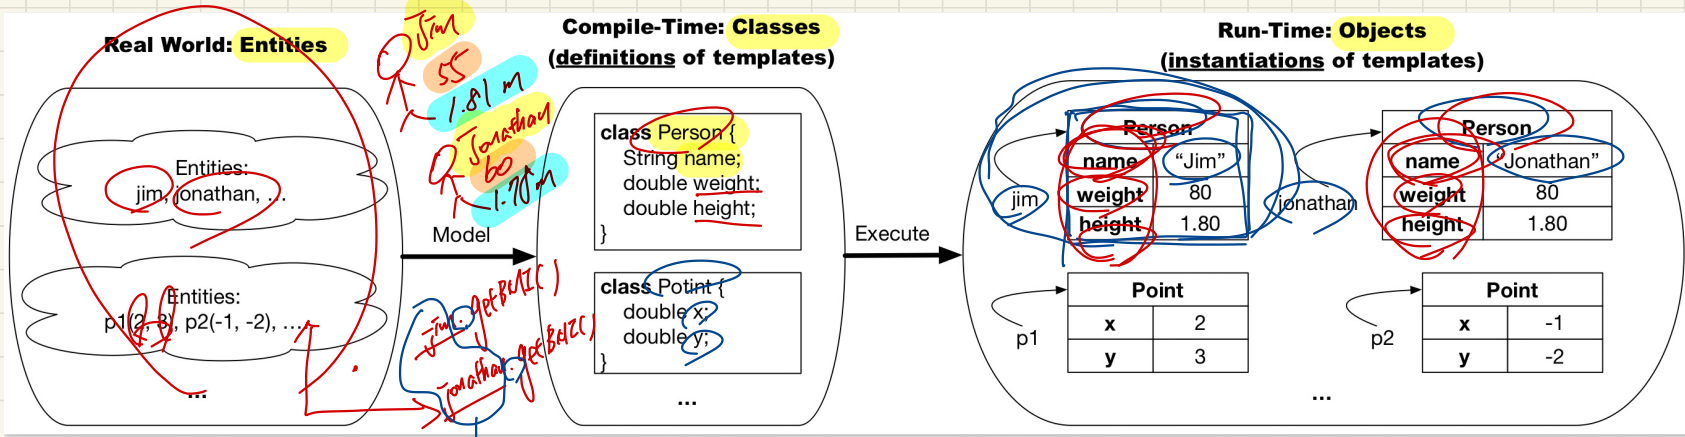 Real World: Entities
Entities:
jim, jonathan, ...
Entities:
p1(2, 3), p2(-1, -2), ...
...
Jim
55
1.81 m
Jonathan
60
1.78 m
Model
jim.getBMI()
jonathan.getBMI()
Compile-Time: Classes
(definitions of templates)
class Person {
String name;
double weight;
double height;
}
class Potint {
double x;
double y;
}
...
Execute
Run-Time: Objects
(instantiations of templates)
jim
Person
name "Jim"
weight 80
height 1.80
jonathan
Person
name "Jonathan"
weight 80
height 1.80
p1
Point
x 2
y 3
p2
Point
x -1
y -2
...